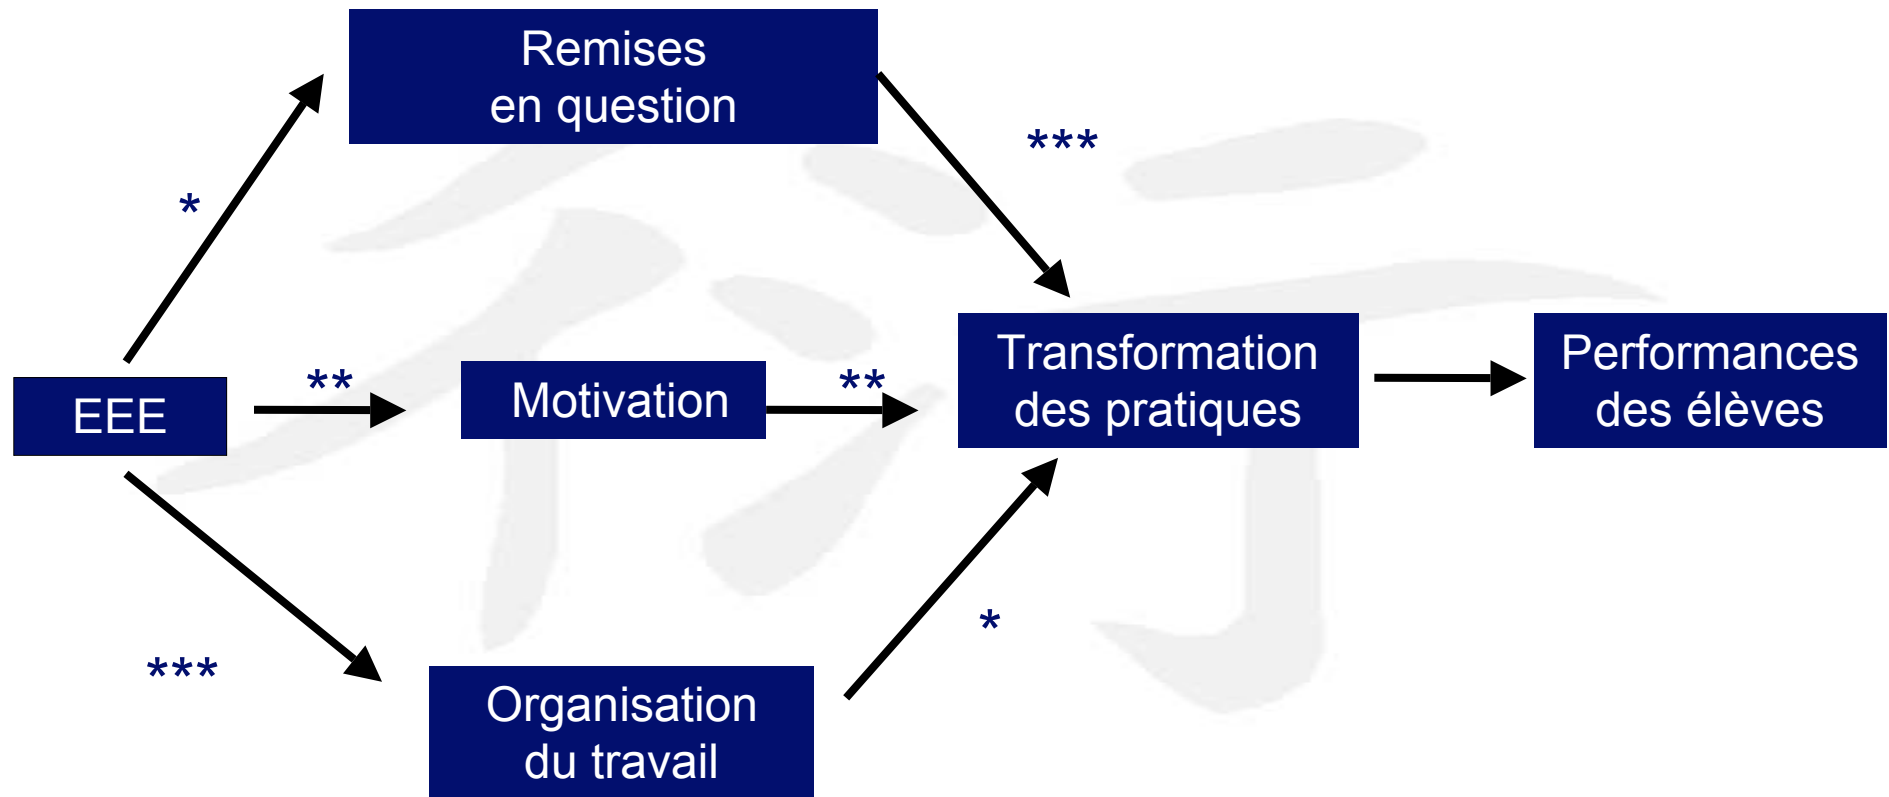 Remises
en question
*
***
EEE
**
Motivation
**
Transformation
des pratiques
Performances
des élèves
***
Organisation
du travail
*